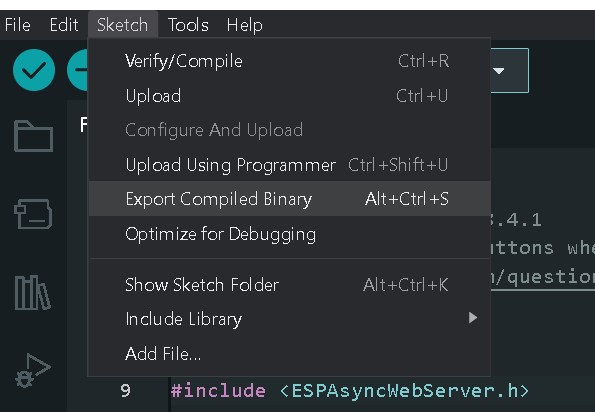 File Edit Sketch Tools Help
Verify/Compile Ctrl+R
Upload Ctrl+U
Configure And Upload
Upload Using Programmer Ctrl+Shift+U
Export Compiled Binary Alt+Ctrl+S
Optimize for Debugging
.4.1
uttons whe
Show Sketch Folder Alt+Ctrl+K
/question
Include Library
Add File...
9 #include <ESPAsyncWebServer.h>